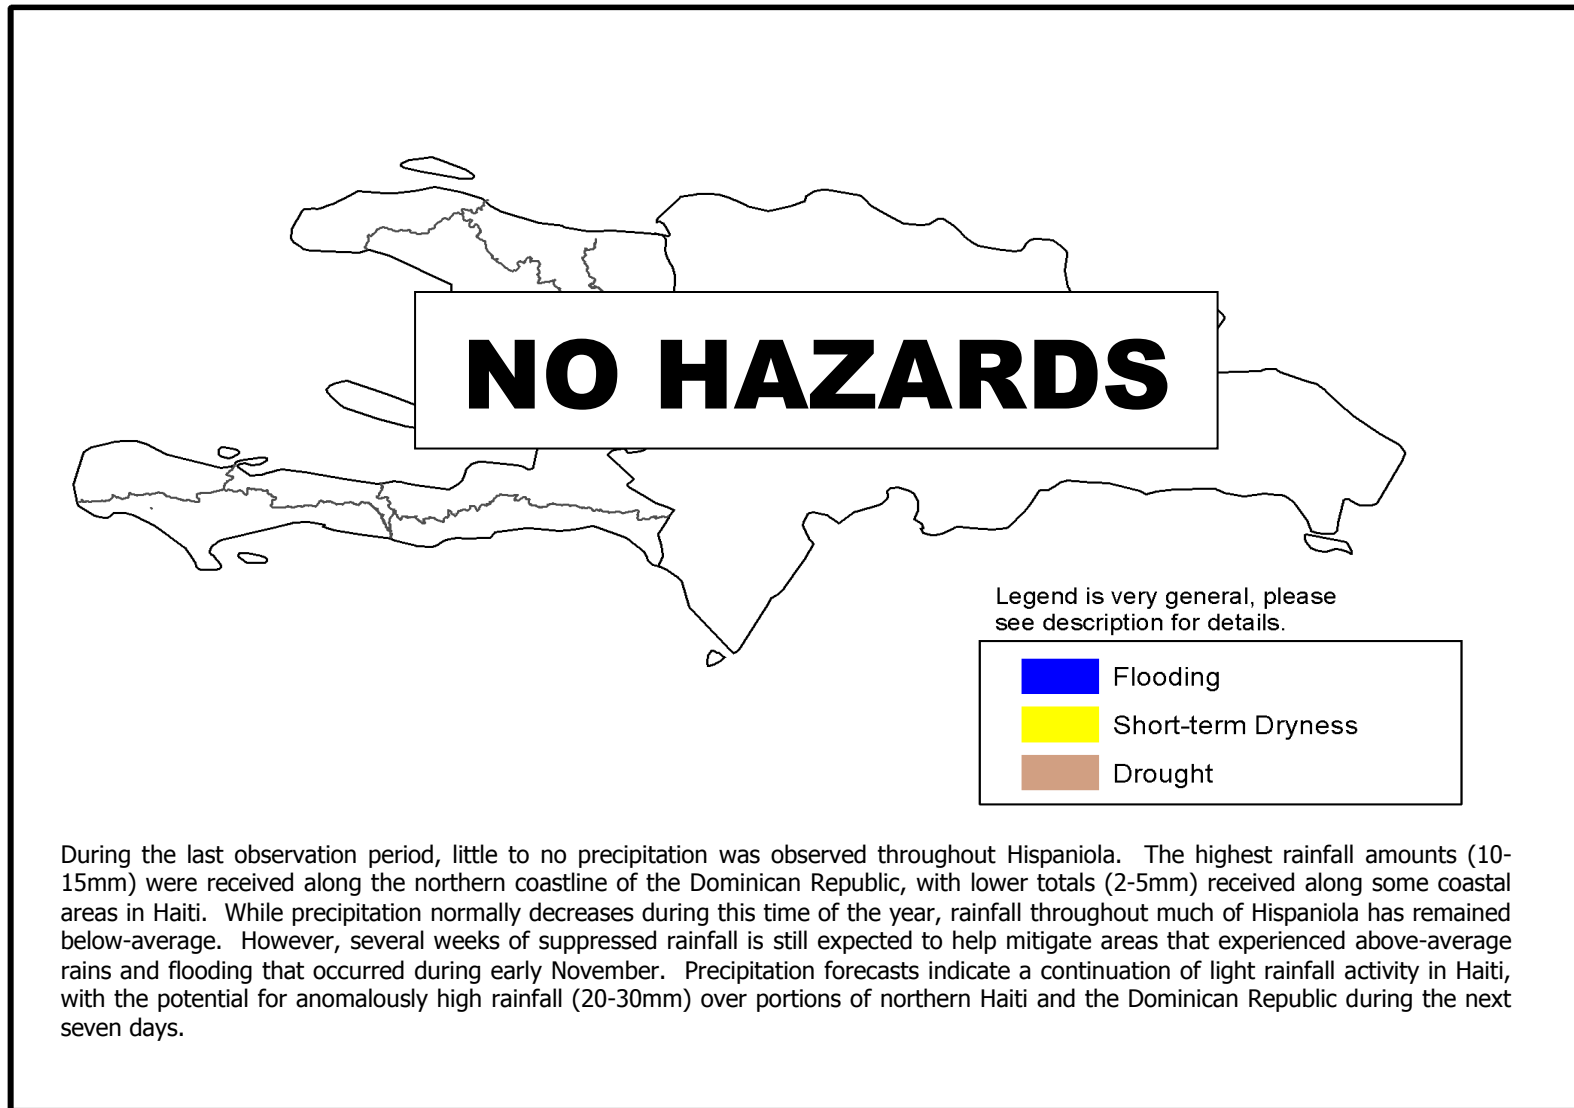 NO HAZARDS
Legend is very general, please
see description for details.
Flooding
Short-term Dryness
Drought
During the last observation period, little to no precipitation was observed throughout Hispaniola. The highest rainfall amounts (10-
15mm) were received along the northern coastline of the Dominican Republic, with lower totals (2-5mm) received along some coastal
areas in Haiti. While precipitation normally decreases during this time of the year, rainfall throughout much of Hispaniola has remained
below-average. However, several weeks of suppressed rainfall is still expected to help mitigate areas that experienced above-average
rains and flooding that occurred during early November. Precipitation forecasts indicate a continuation of light rainfall activity in Haiti,
with the potential for anomalously high rainfall (20-30mm) over portions of northern Haiti and the Dominican Republic during the next
seven days.